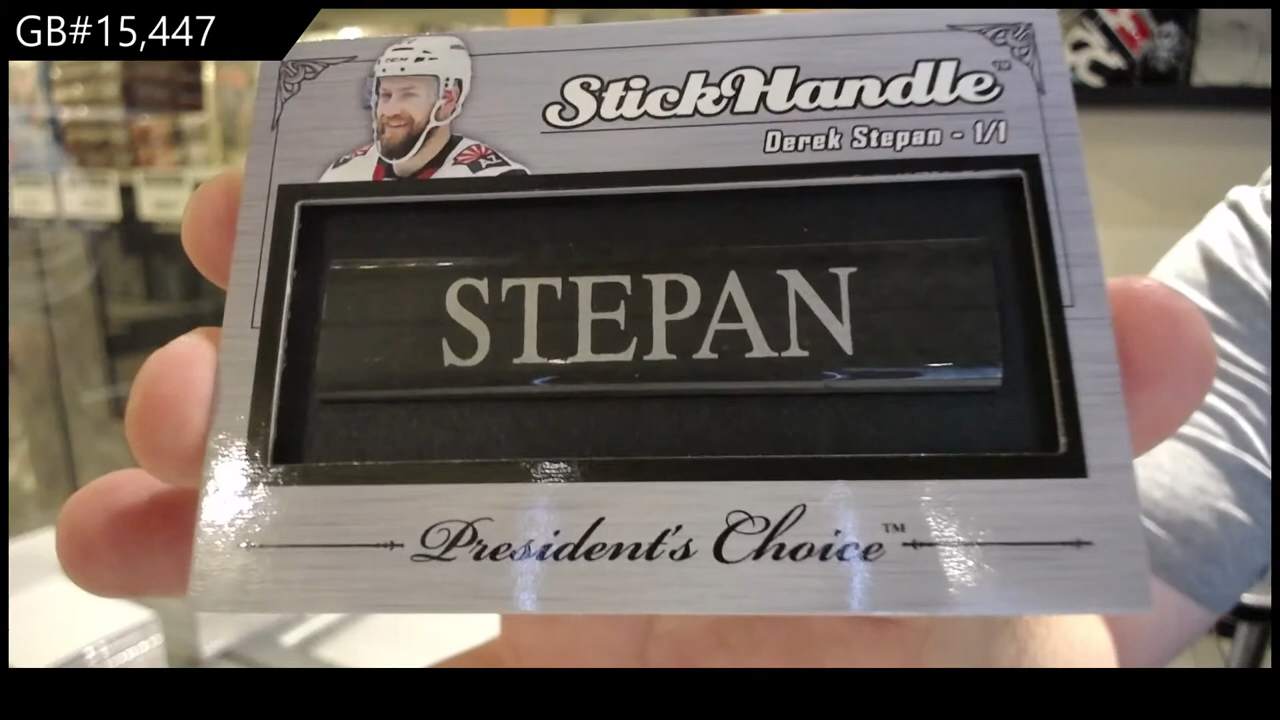 GB#15,447
StickHandle™
Derek Stepan - 1/1
STEPAN
President's Choice™